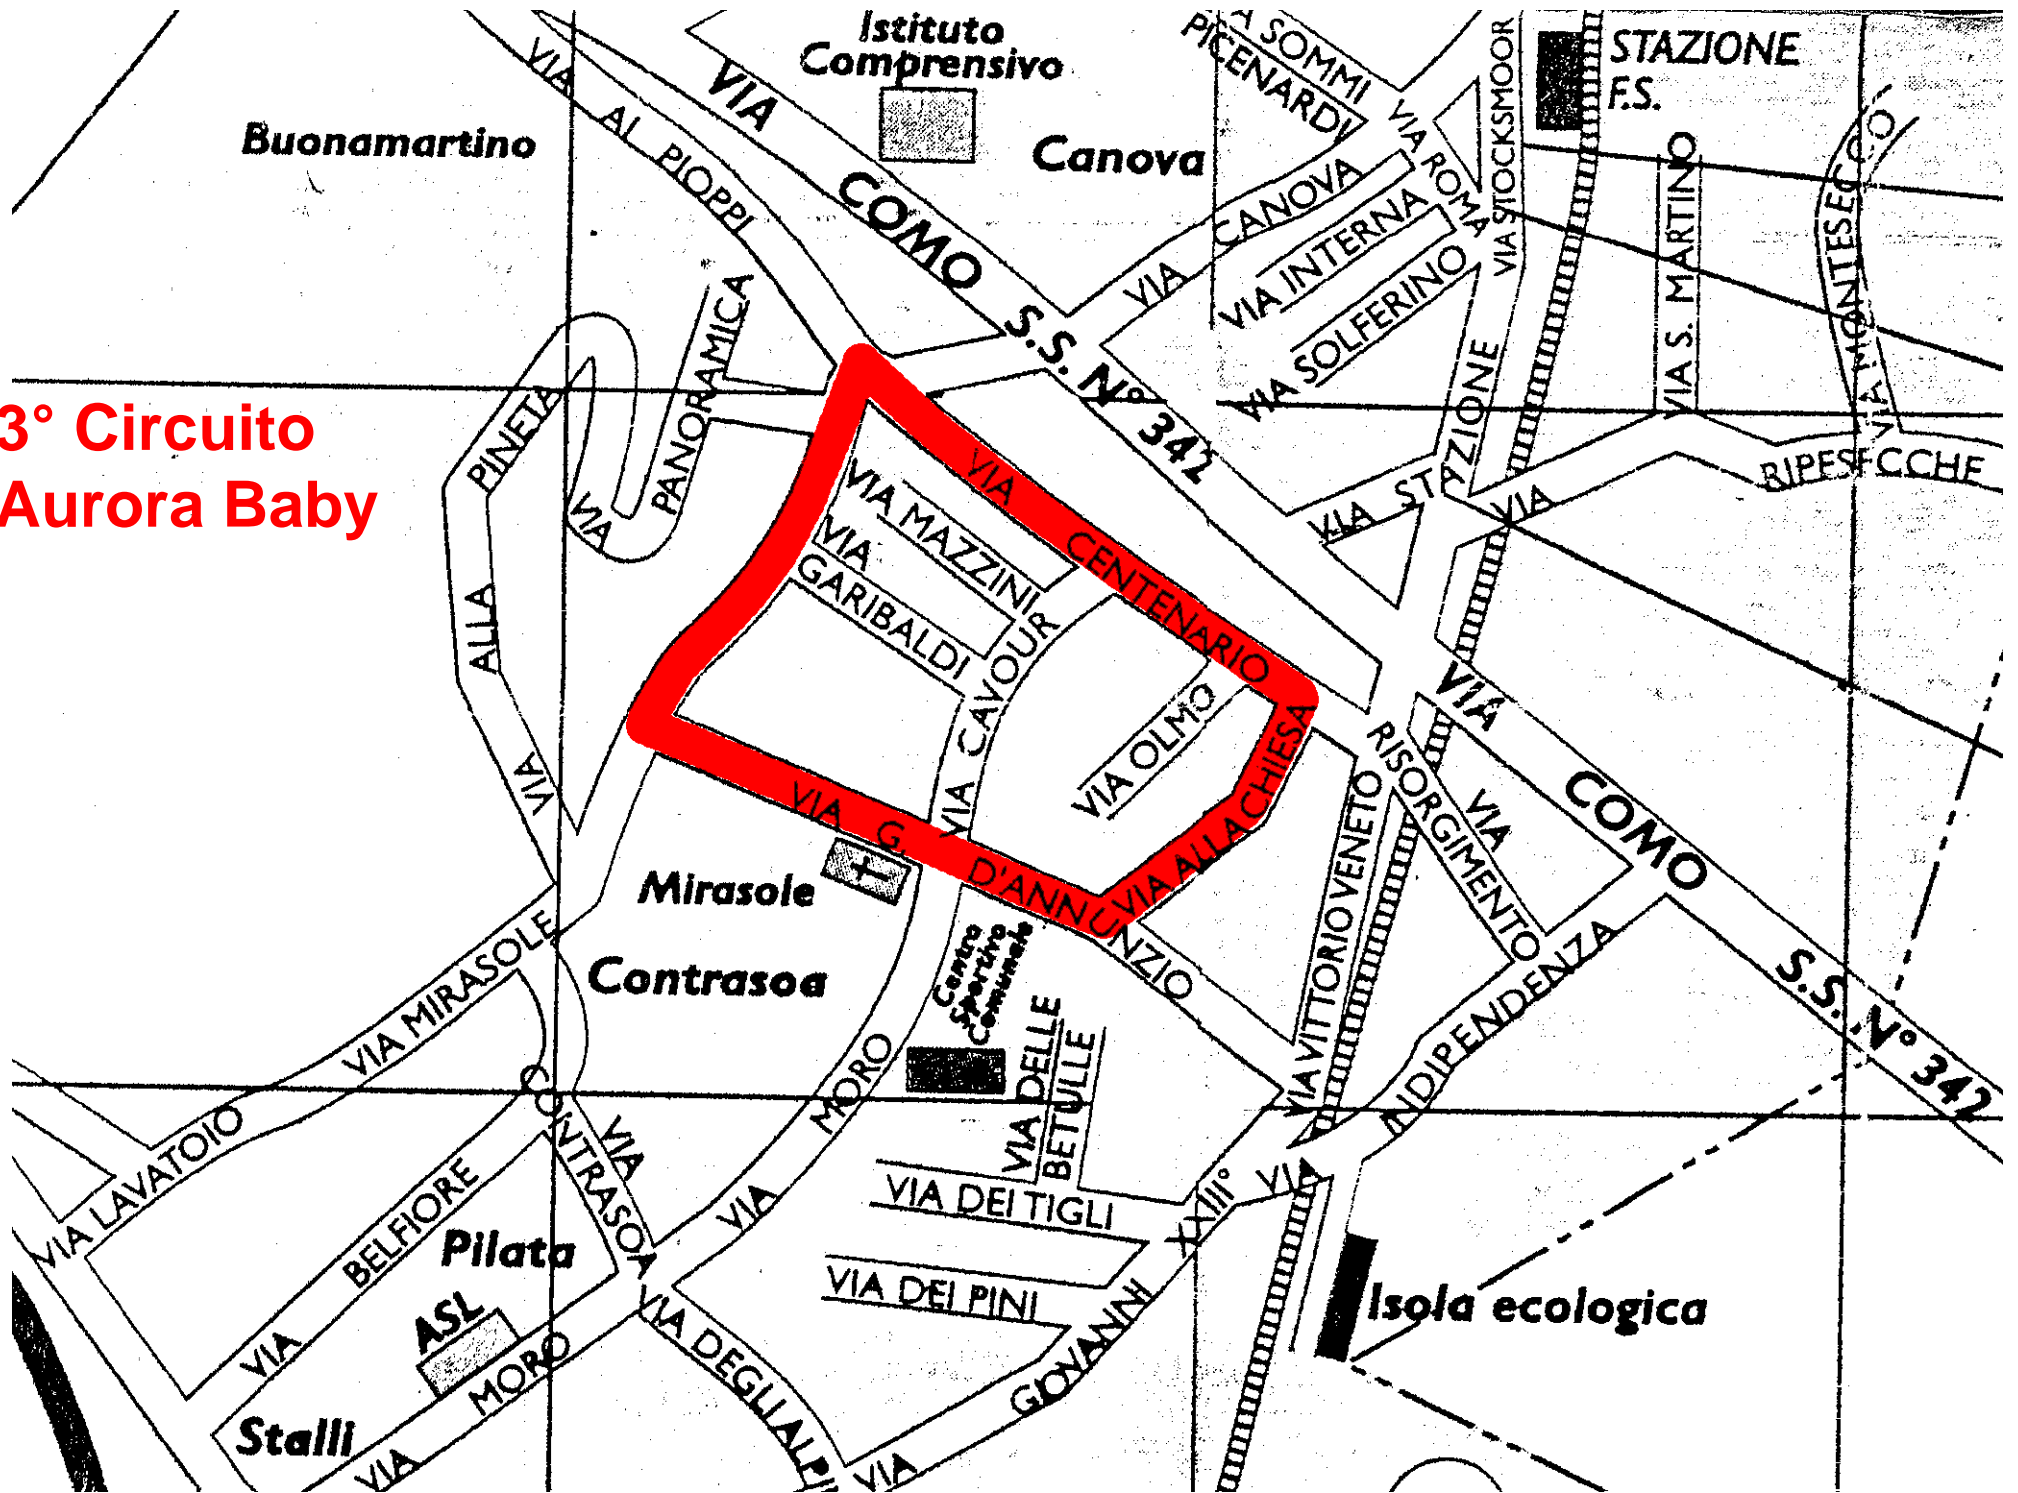 Istituto
Comprensivo
VIA SOMMI
PICENARDI
VIA STOCKSMOOR
STAZIONE
F.S.
VIA AL PIOPPI
VIA COMO S.S. N° 342
Buonamartino
Canova
VIA ROMA
VIA CANOVA
VIA INTERNA
VIA SOLFERINO
VIA S. MARTINO
VIA MONTESECCO
VIA PANORAMICA
3° Circuito
Aurora Baby
VIA ALLA PINETA
VIA STAZIONE
VIA RIPESECCHE
VIA MAZZINI
VIA
GARIBALDI
VIA CENTENARIO
VIA CAVOUR
VIA OLMO
VIA ALLA CHIESA
VIA G. D'ANNUNZIO
VIA RISORGIMENTO
VIA COMO S.S. N° 342
VIA VITTORIO VENETO
Mirasole
Contrasoa
Centro
Sportivo
Comunale
VIA MIRASOLE
VIA MORO
VIA DELLE
BETULLE
VIA INDIPENDENZA
VIA LAVATOIO
VIA CONTRASOA
VIA BELFIORE
Pilata
ASL
VIA DEI TIGLI
VIA DEI PINI
VIA GIOVANNI XXIII°
Isola ecologica
VIA DEGLI ALPINI
Stalli
VIA MORO